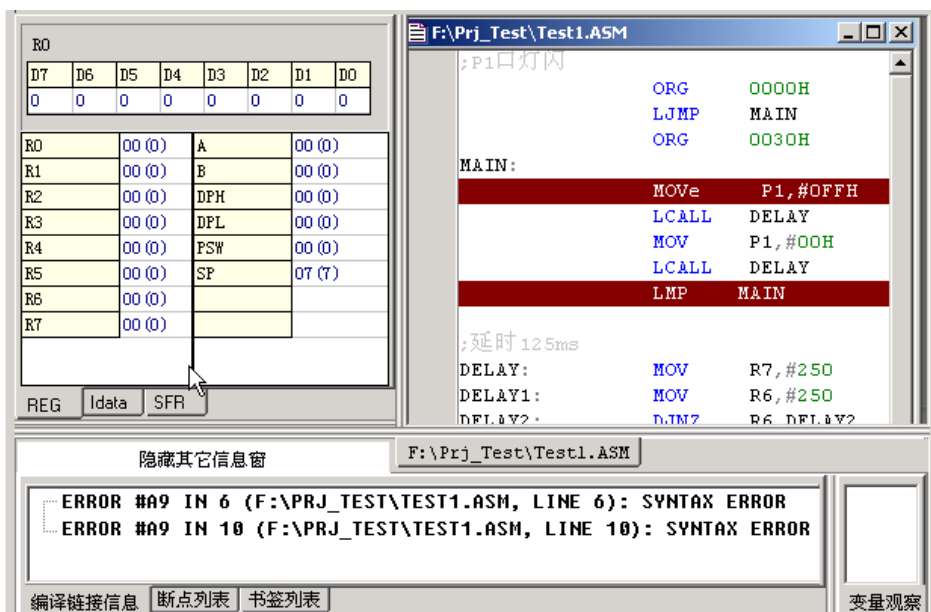 R0
D7 D6 D5 D4 D3 D2 D1 D0
0 0 0 0 0 0 0 0
R0 00(0) A 00(0)
R1 00(0) B 00(0)
R2 00(0) DPH 00(0)
R3 00(0) DPL 00(0)
R4 00(0) PSW 00(0)
R5 00(0) SP 07(7)
R6 00(0)
R7 00(0)
REG Idata SFR
F:\Prj_Test\Test1.ASM
;P1口灯闪
ORG 0000H
LJMP MAIN
ORG 0030H
MAIN:
MOVe P1,#0FFH
LCALL DELAY
MOV P1,#00H
LCALL DELAY
LMP MAIN
;延时125ms
DELAY: MOV R7,#250
DELAY1: MOV R6,#250
DELAY2: DJNZ R6,DELAY2
隐藏其它信息窗 F:\Prj_Test\Test1.ASM
ERROR #A9 IN 6 (F:\PRJ_TEST\TEST1.ASM, LINE 6): SYNTAX ERROR
ERROR #A9 IN 10 (F:\PRJ_TEST\TEST1.ASM, LINE 10): SYNTAX ERROR
编译链接信息 断点列表 书签列表 变量观察